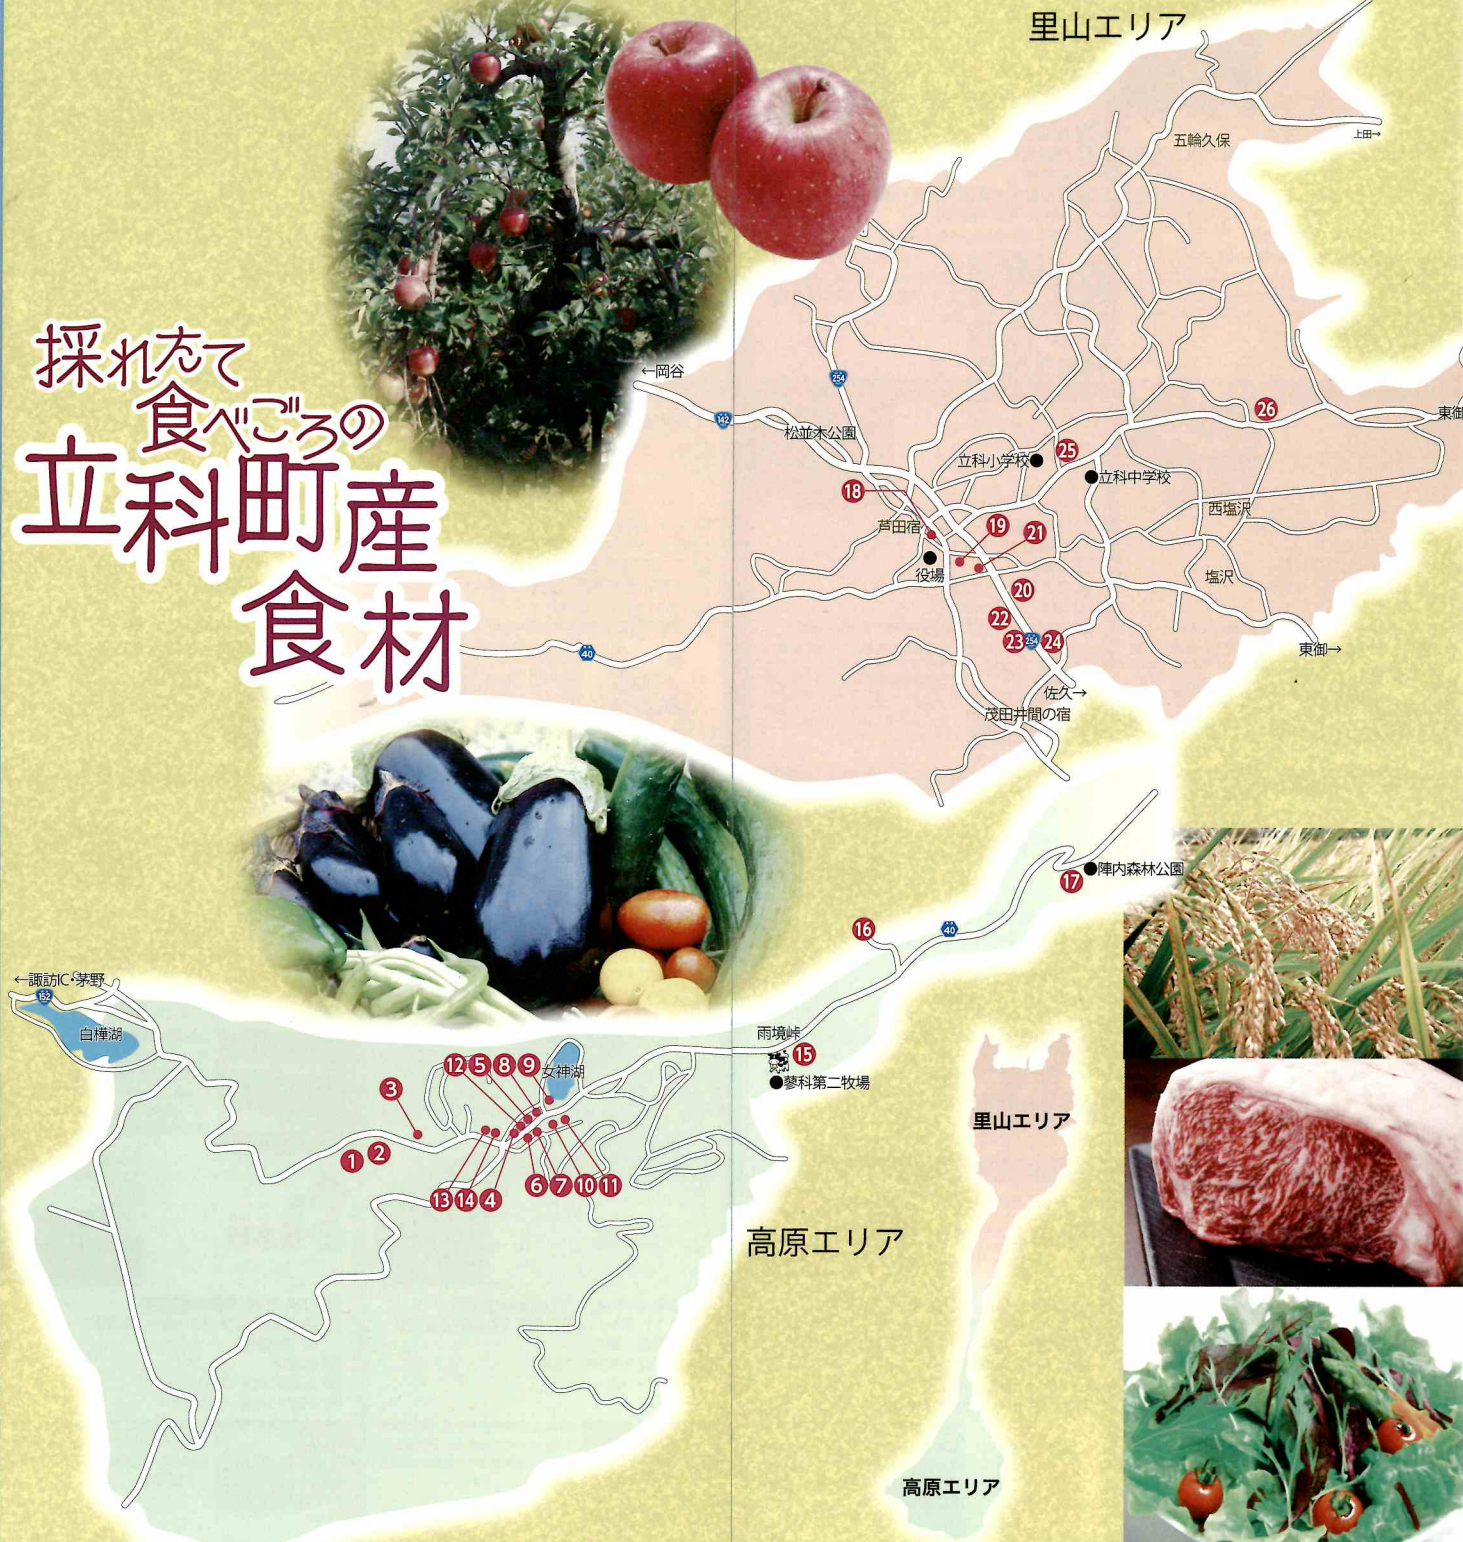 里山エリア
五輪久保
上田→
採れたて
食べごろの
立科町産
食材
←岡谷
254
142
松並木公園
26
東御
立科小学校
25
立科中学校
18
西塩沢
芦田宿
19
21
役場
塩沢
20
22
23
254
24
40
東御→
佐久→
茂田井間の宿
17
陣内森林公園
16
40
←諏訪IC・茅野
152
白樺湖
雨境峠
15
蓼科第二牧場
12
5
8
9
女神湖
3
1
2
13
14
4
6
7
10
11
里山エリア
高原エリア
高原エリア